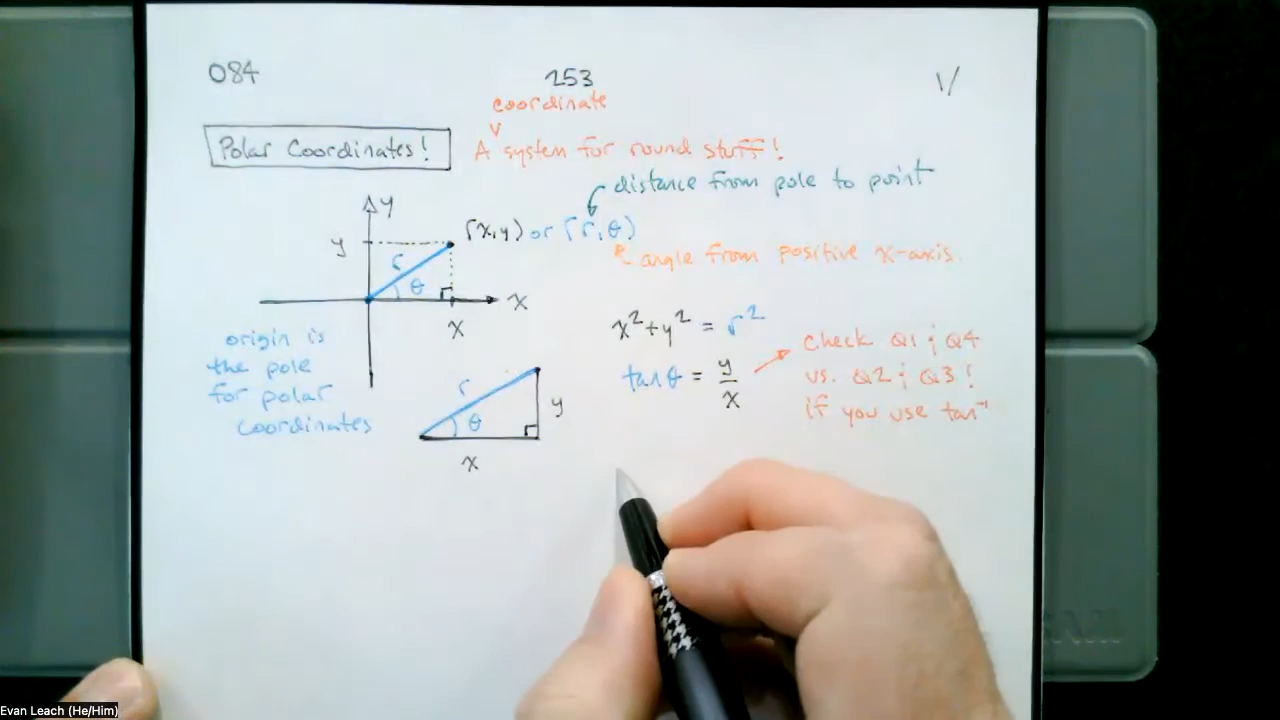 084
253
1/
coordinate
v
Polar Coordinates!
A system for round stuff!
distance from pole to point
y
y
(x,y) or (r,θ)
r
θ
angle from positive x-axis.
x
x
origin is
the pole
for polar
coordinates
x²+y² = r²
tan θ = y/x
check Q1 & Q4
vs. Q2 & Q3!
if you use tan⁻¹
r
θ
y
x
Evan Leach (He/Him)